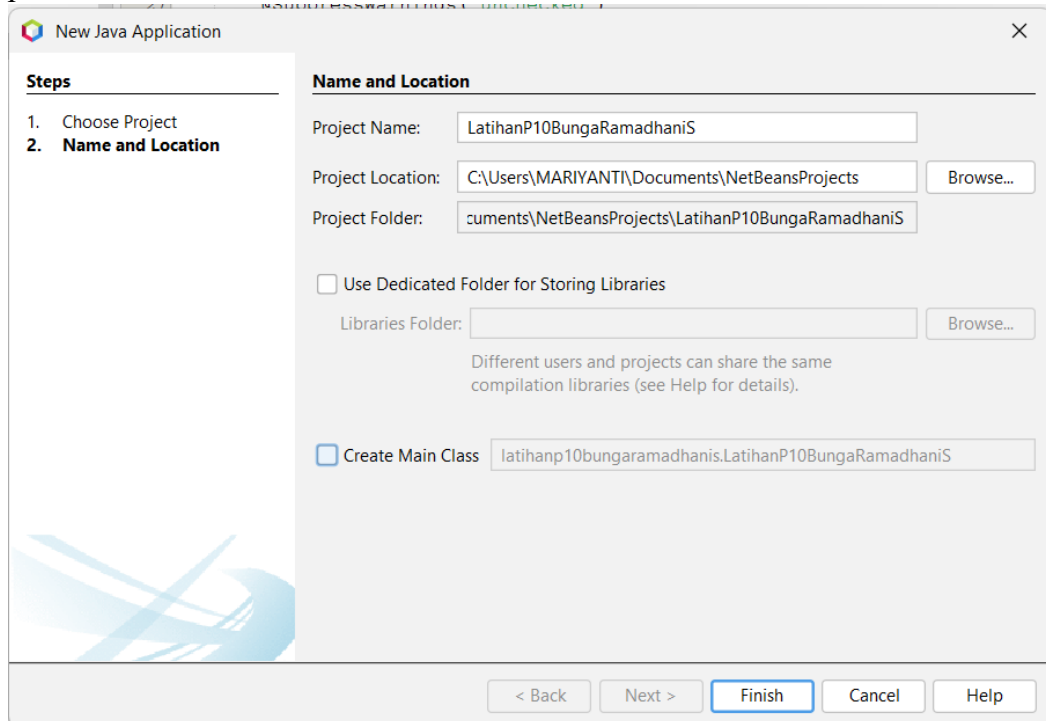 New Java Application
Steps
1. Choose Project
2. Name and Location
Name and Location
Project Name: LatihanP10BungaRamadhaniS
Project Location: C:\Users\MARIYANTI\Documents\NetBeansProjects Browse...
Project Folder: cuments\NetBeansProjects\LatihanP10BungaRamadhaniS
Use Dedicated Folder for Storing Libraries
Libraries Folder: Browse...
Different users and projects can share the same
compilation libraries (see Help for details).
Create Main Class latihanp10bungaramadhanis.LatihanP10BungaRamadhaniS
< Back Next > Finish Cancel Help